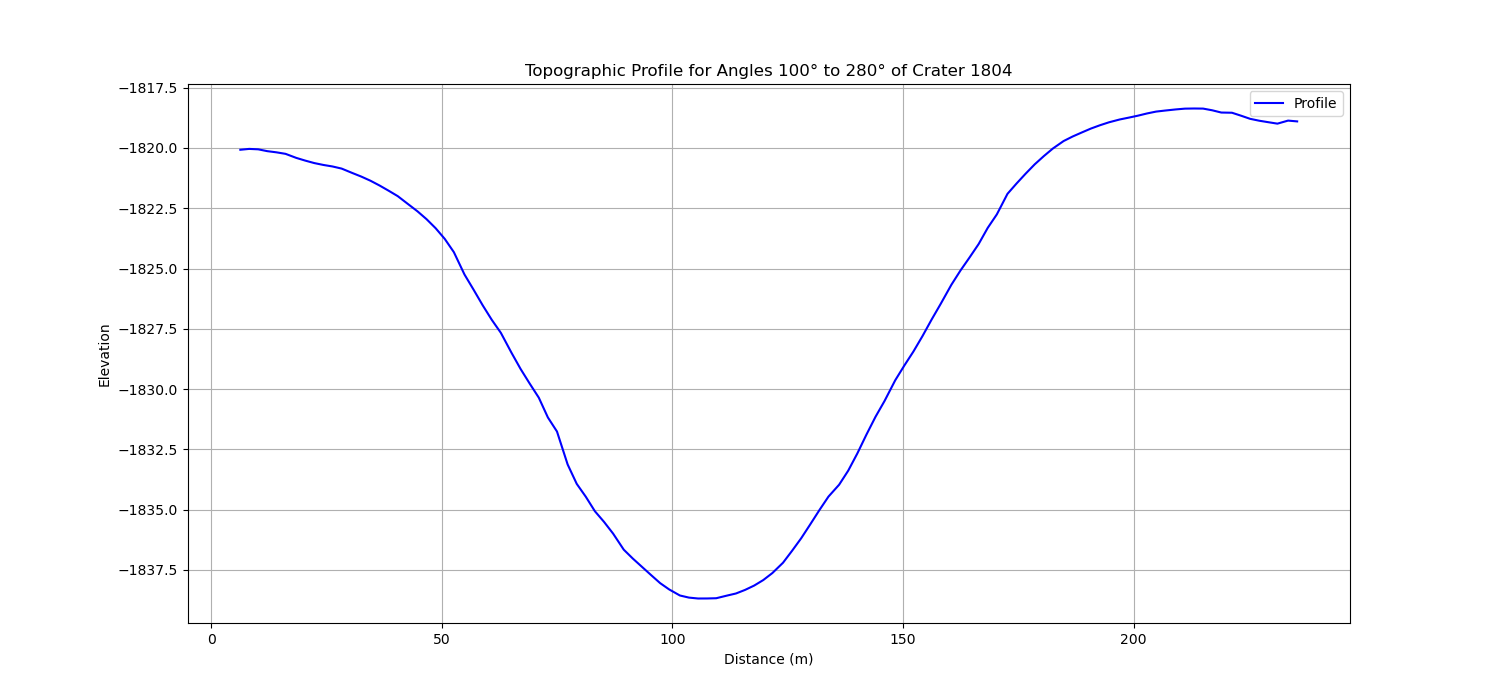 Topographic Profile for Angles 100° to 280° of Crater 1804
Profile
Elevation
−1817.5
−1820.0
−1822.5
−1825.0
−1827.5
−1830.0
−1832.5
−1835.0
−1837.5
0 50 100 150 200
Distance (m)